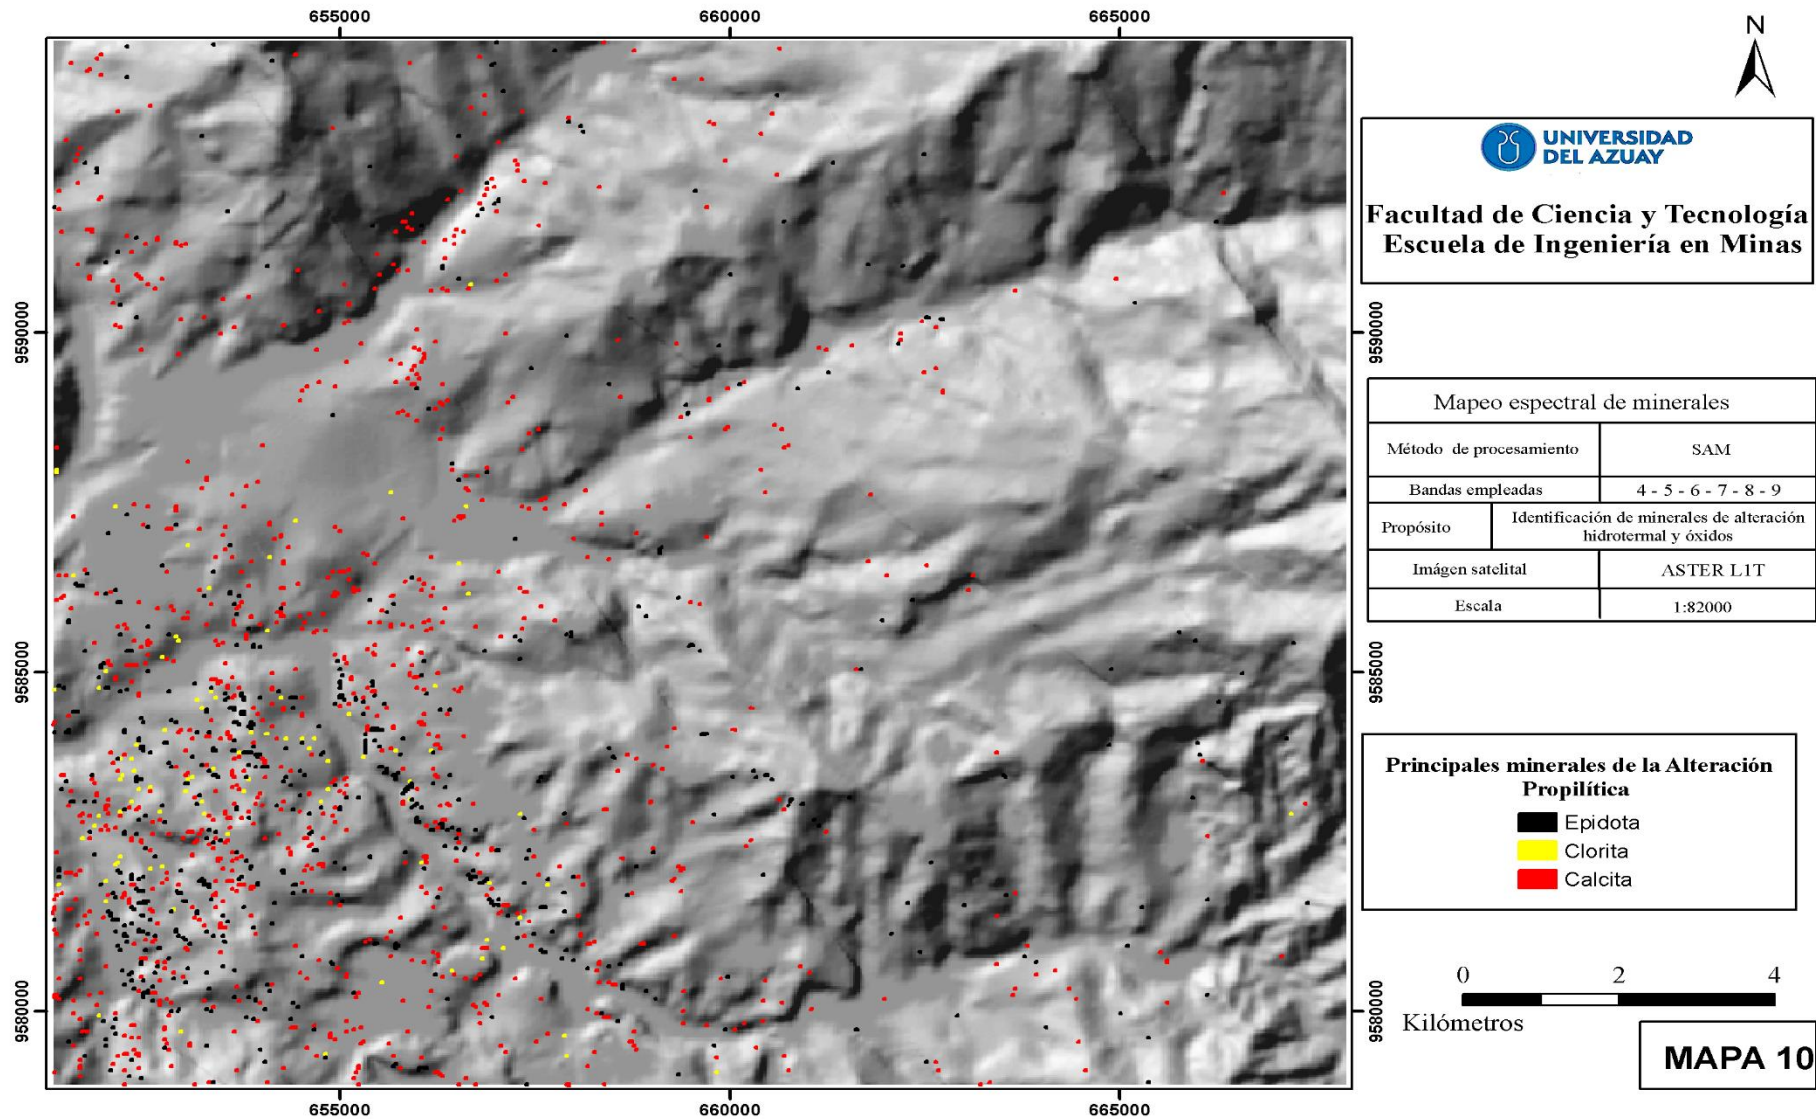 655000
660000
665000
N
UNIVERSIDAD
DEL AZUAY
Facultad de Ciencia y Tecnología
Escuela de Ingeniería en Minas
9590000
9590000
Mapeo espectral de minerales
Método de procesamiento SAM
Bandas empleadas 4 - 5 - 6 - 7 - 8 - 9
Propósito Identificación de minerales de alteración
hidrotermal y óxidos
Imágen satelital ASTER L1T
Escala 1:82000
9585000
9585000
Principales minerales de la Alteración
Propilítica
Epidota
Clorita
Calcita
0 2 4
Kilómetros
9580000
9580000
MAPA 10
655000
660000
665000